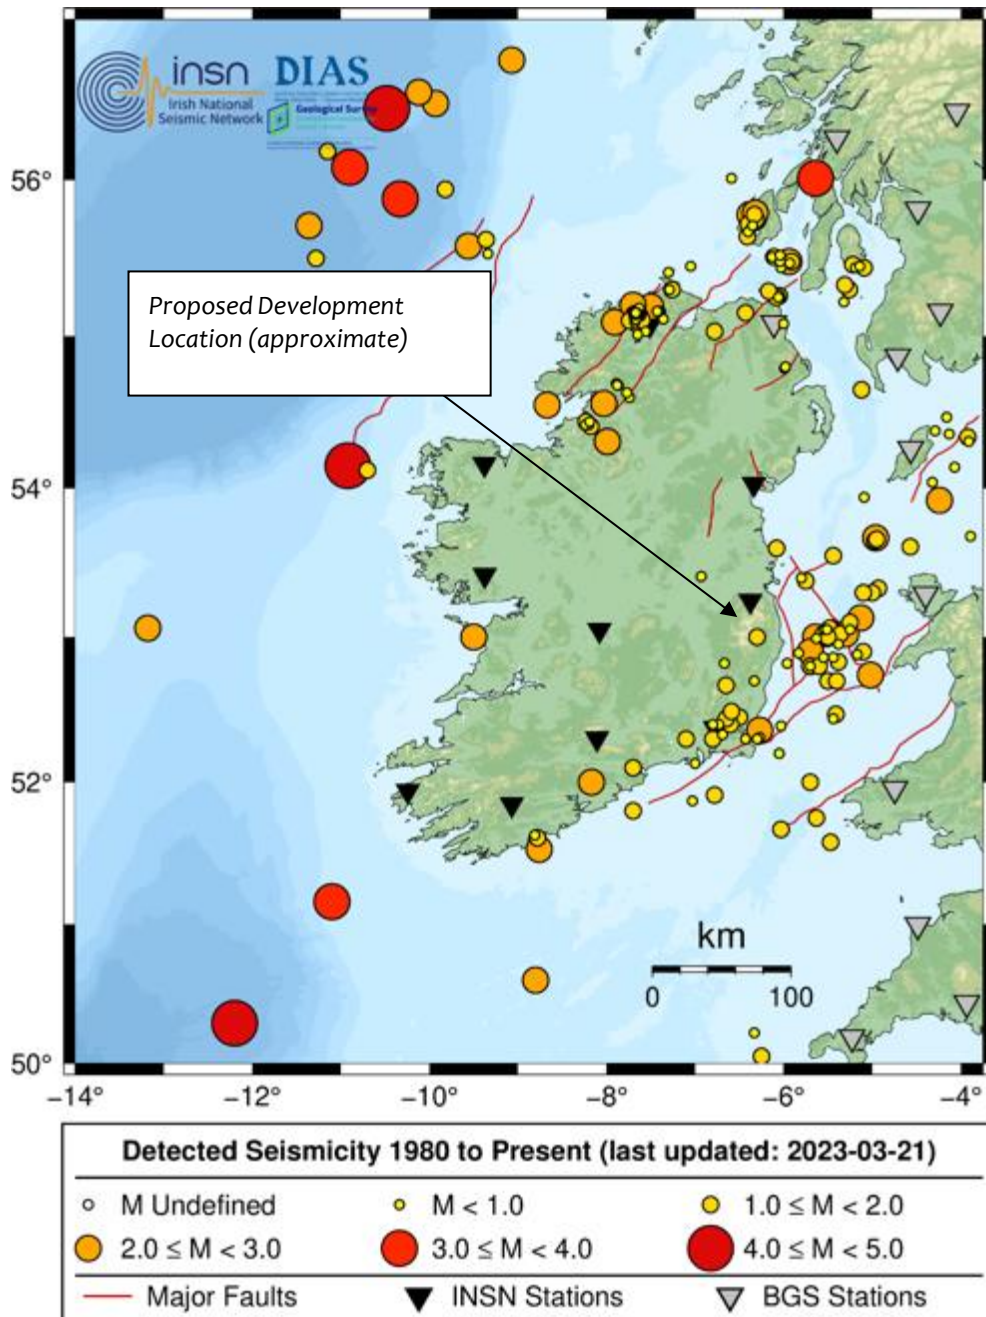 insn
Irish National
Seismic Network
DIAS
Geological Survey
56°
Proposed Development
Location (approximate)
54°
52°
km
0 100
50°
−14° −12° −10° −8° −6° −4°
Detected Seismicity 1980 to Present (last updated: 2023-03-21)
M Undefined M < 1.0 1.0 ≤ M < 2.0
2.0 ≤ M < 3.0 3.0 ≤ M < 4.0 4.0 ≤ M < 5.0
Major Faults INSN Stations BGS Stations